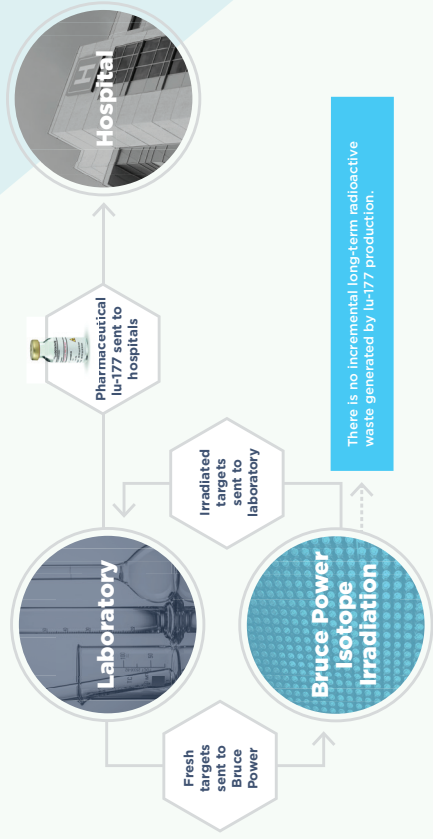 Fresh
targets
sent to
Bruce
Power
Laboratory
Bruce Power
Isotope
Irradiation
Irradiated
targets
sent to
laboratory
Pharmaceutical
lu-177 sent to
hospitals
H
Hospital
There is no incremental long-term radioactive
waste generated by lu-177 production.